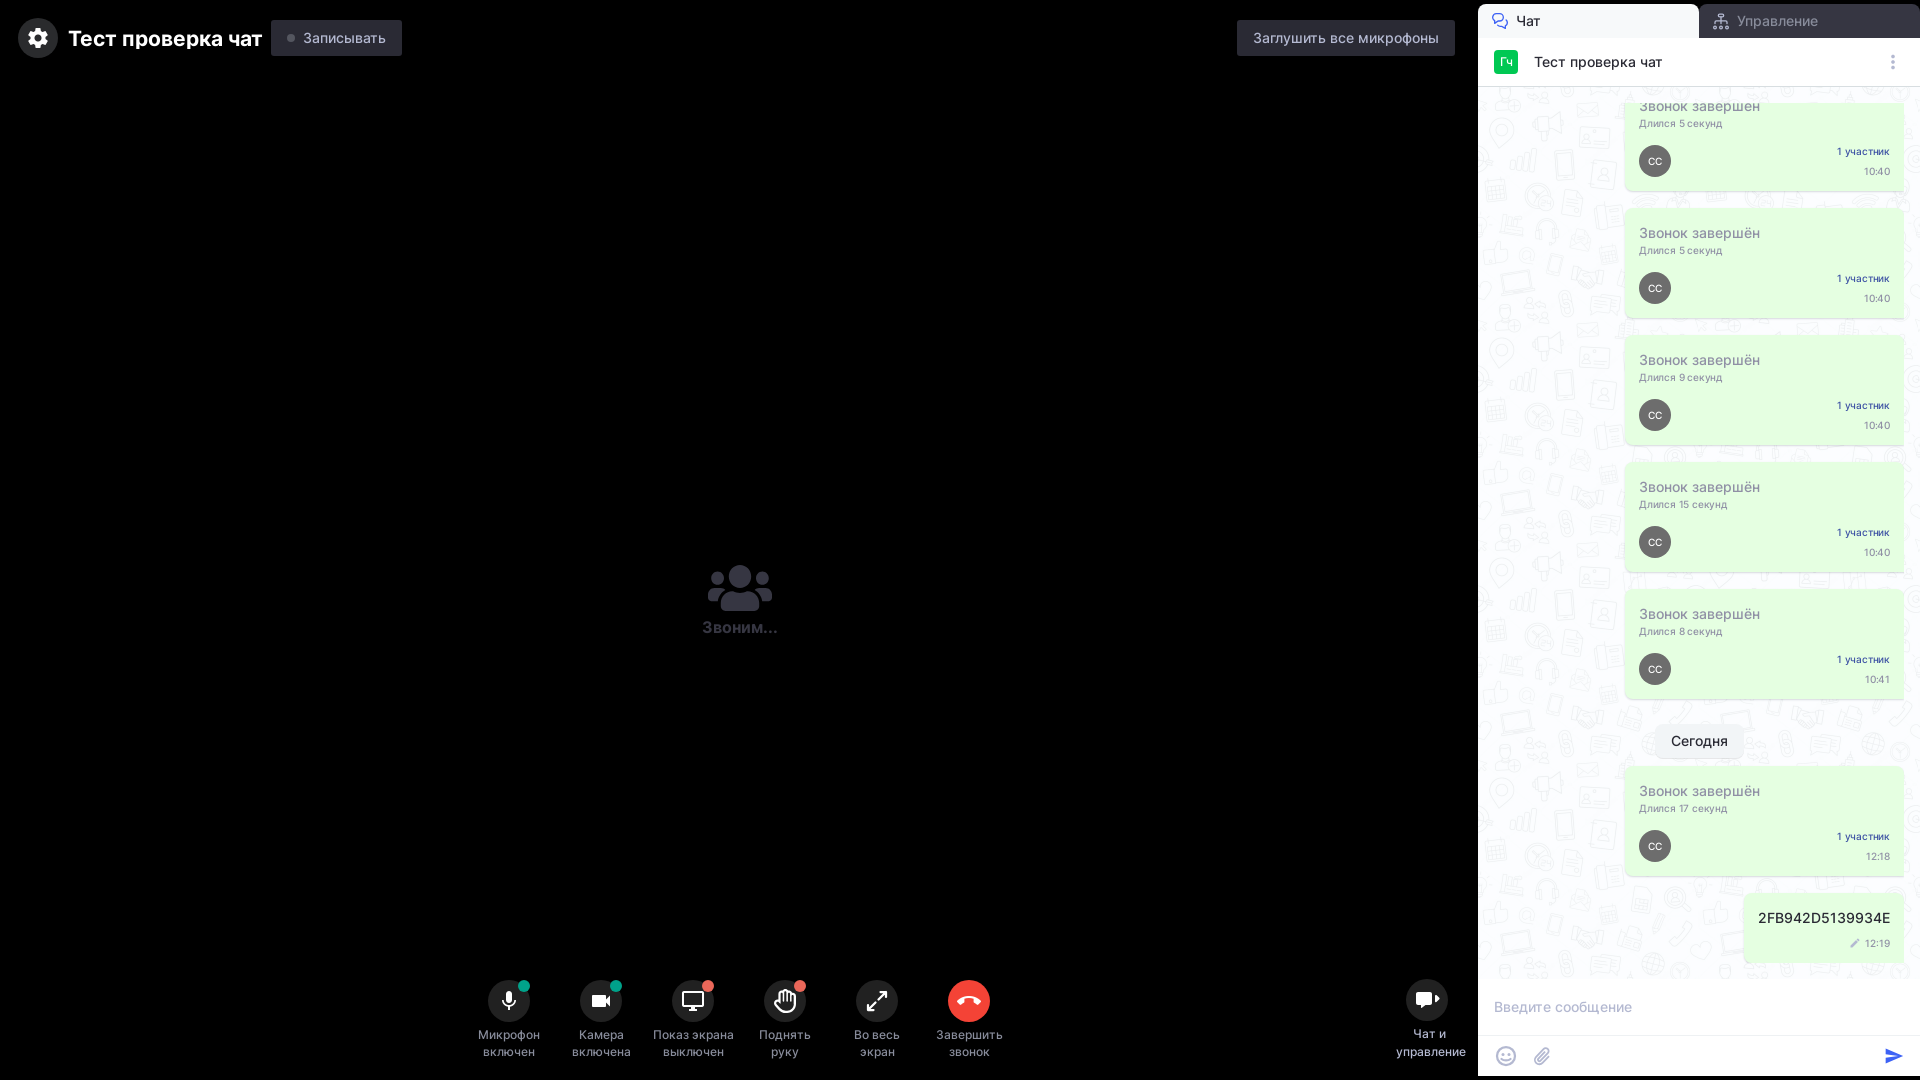 Тест проверка чат
Записывать
Заглушить все микрофоны
Звоним...
Микрофон
включен
Камера
включена
Показ экрана
выключен
Поднять
руку
Во весь
экран
Завершить
звонок
Чат и
управление
Чат
Управление
Гч
Тест проверка чат
Звонок завершён
Длился 5 секунд
1 участник
СС
10:40
Звонок завершён
Длился 5 секунд
1 участник
СС
10:40
Звонок завершён
Длился 9 секунд
1 участник
СС
10:40
Звонок завершён
Длился 15 секунд
1 участник
СС
10:40
Звонок завершён
Длился 8 секунд
1 участник
СС
10:41
Сегодня
Звонок завершён
Длился 17 секунд
1 участник
СС
12:18
2FB942D5139934E
12:19
Введите сообщение